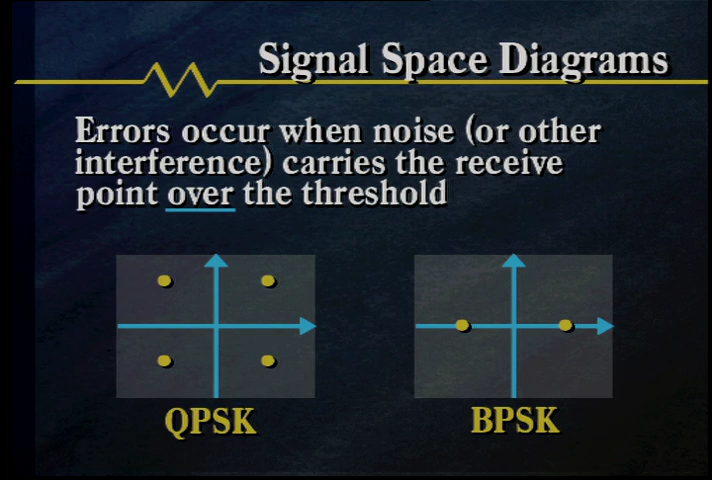 Signal Space Diagrams
Errors occur when noise (or other
interference) carries the receive
point over the threshold
QPSK
BPSK